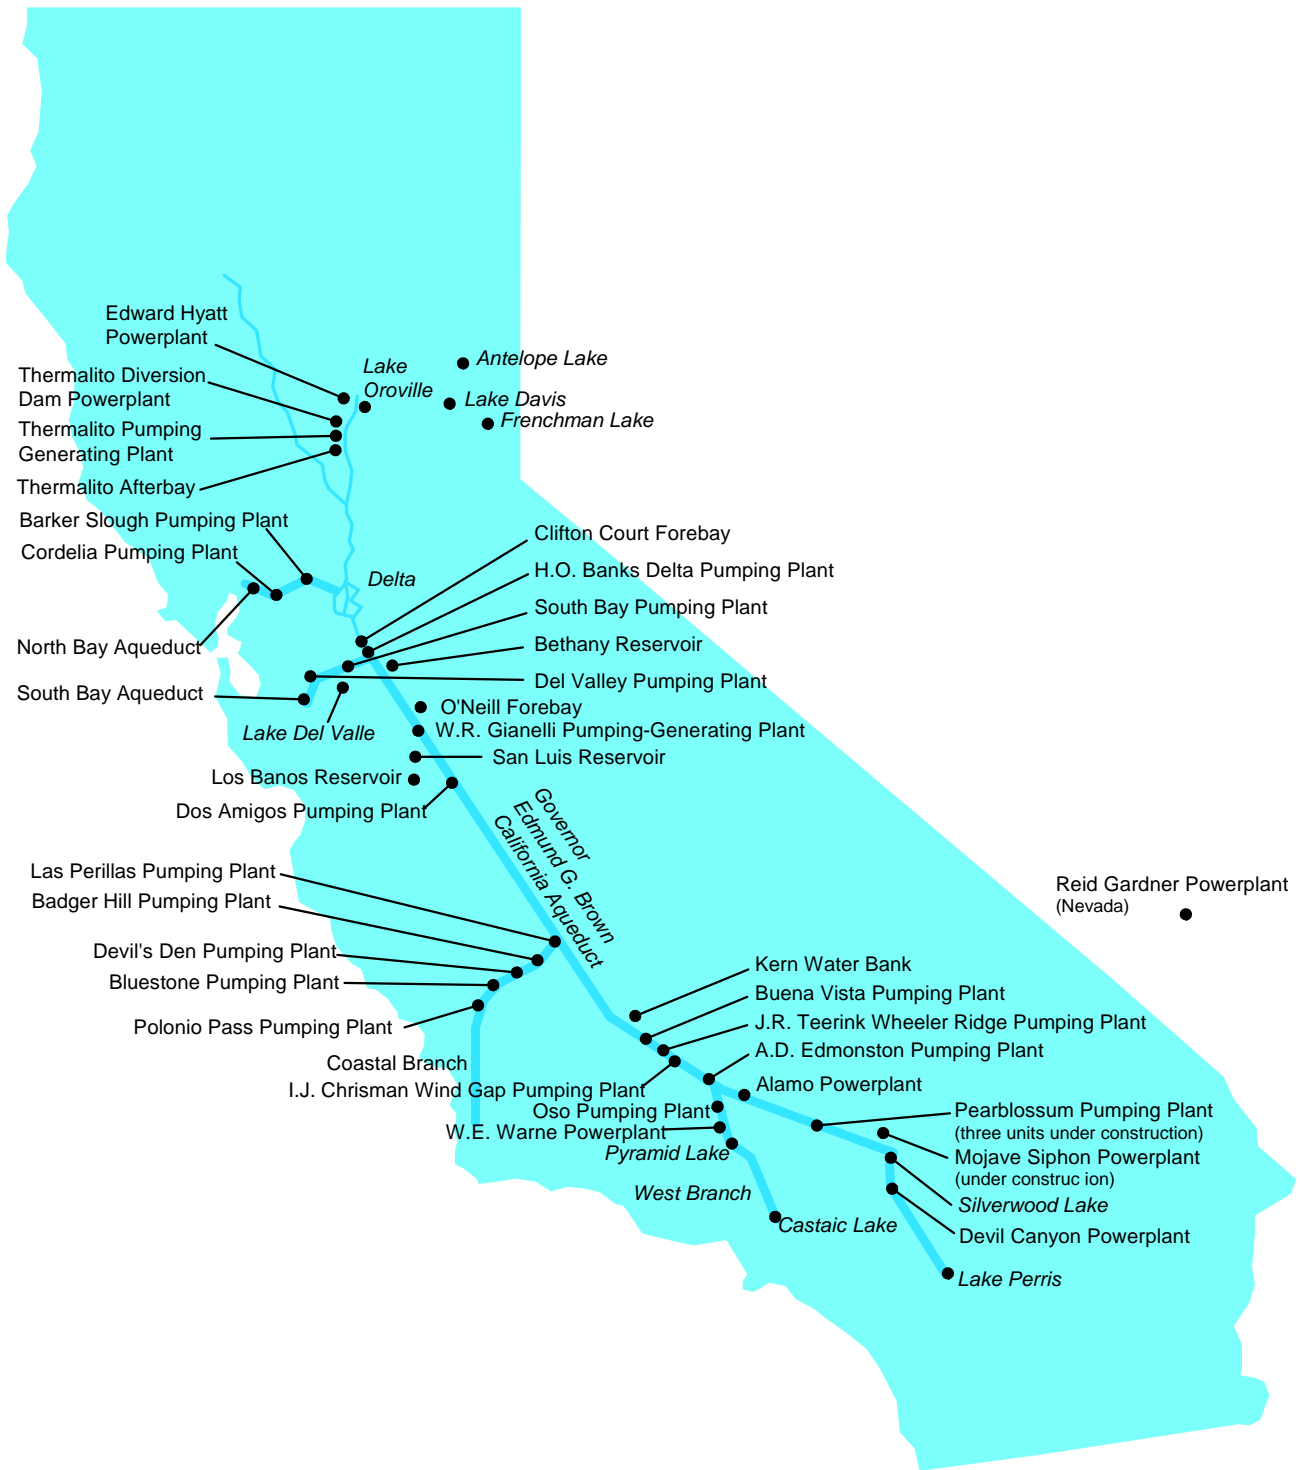 Edward Hyatt
Powerplant
Lake
Oroville
Antelope Lake
Thermalito Diversion
Dam Powerplant
Lake Davis
Frenchman Lake
Thermalito Pumping
Generating Plant
Thermalito Afterbay
Barker Slough Pumping Plant
Cordelia Pumping Plant
Clifton Court Forebay
H.O. Banks Delta Pumping Plant
Delta
South Bay Pumping Plant
North Bay Aqueduct
Bethany Reservoir
Del Valley Pumping Plant
South Bay Aqueduct
O'Neill Forebay
Lake Del Valle
W.R. Gianelli Pumping-Generating Plant
San Luis Reservoir
Los Banos Reservoir
Dos Amigos Pumping Plant
Governor
Edmund G. Brown
California Aqueduct
Las Perillas Pumping Plant
Badger Hill Pumping Plant
Reid Gardner Powerplant
(Nevada)
Devil's Den Pumping Plant
Bluestone Pumping Plant
Polonio Pass Pumping Plant
Kern Water Bank
Buena Vista Pumping Plant
J.R. Teerink Wheeler Ridge Pumping Plant
A.D. Edmonston Pumping Plant
Coastal Branch
I.J. Chrisman Wind Gap Pumping Plant
Alamo Powerplant
Oso Pumping Plant
W.E. Warne Powerplant
Pyramid Lake
Pearblossum Pumping Plant
(three units under construction)
Mojave Siphon Powerplant
(under construc ion)
West Branch
Silverwood Lake
Castaic Lake
Devil Canyon Powerplant
Lake Perris